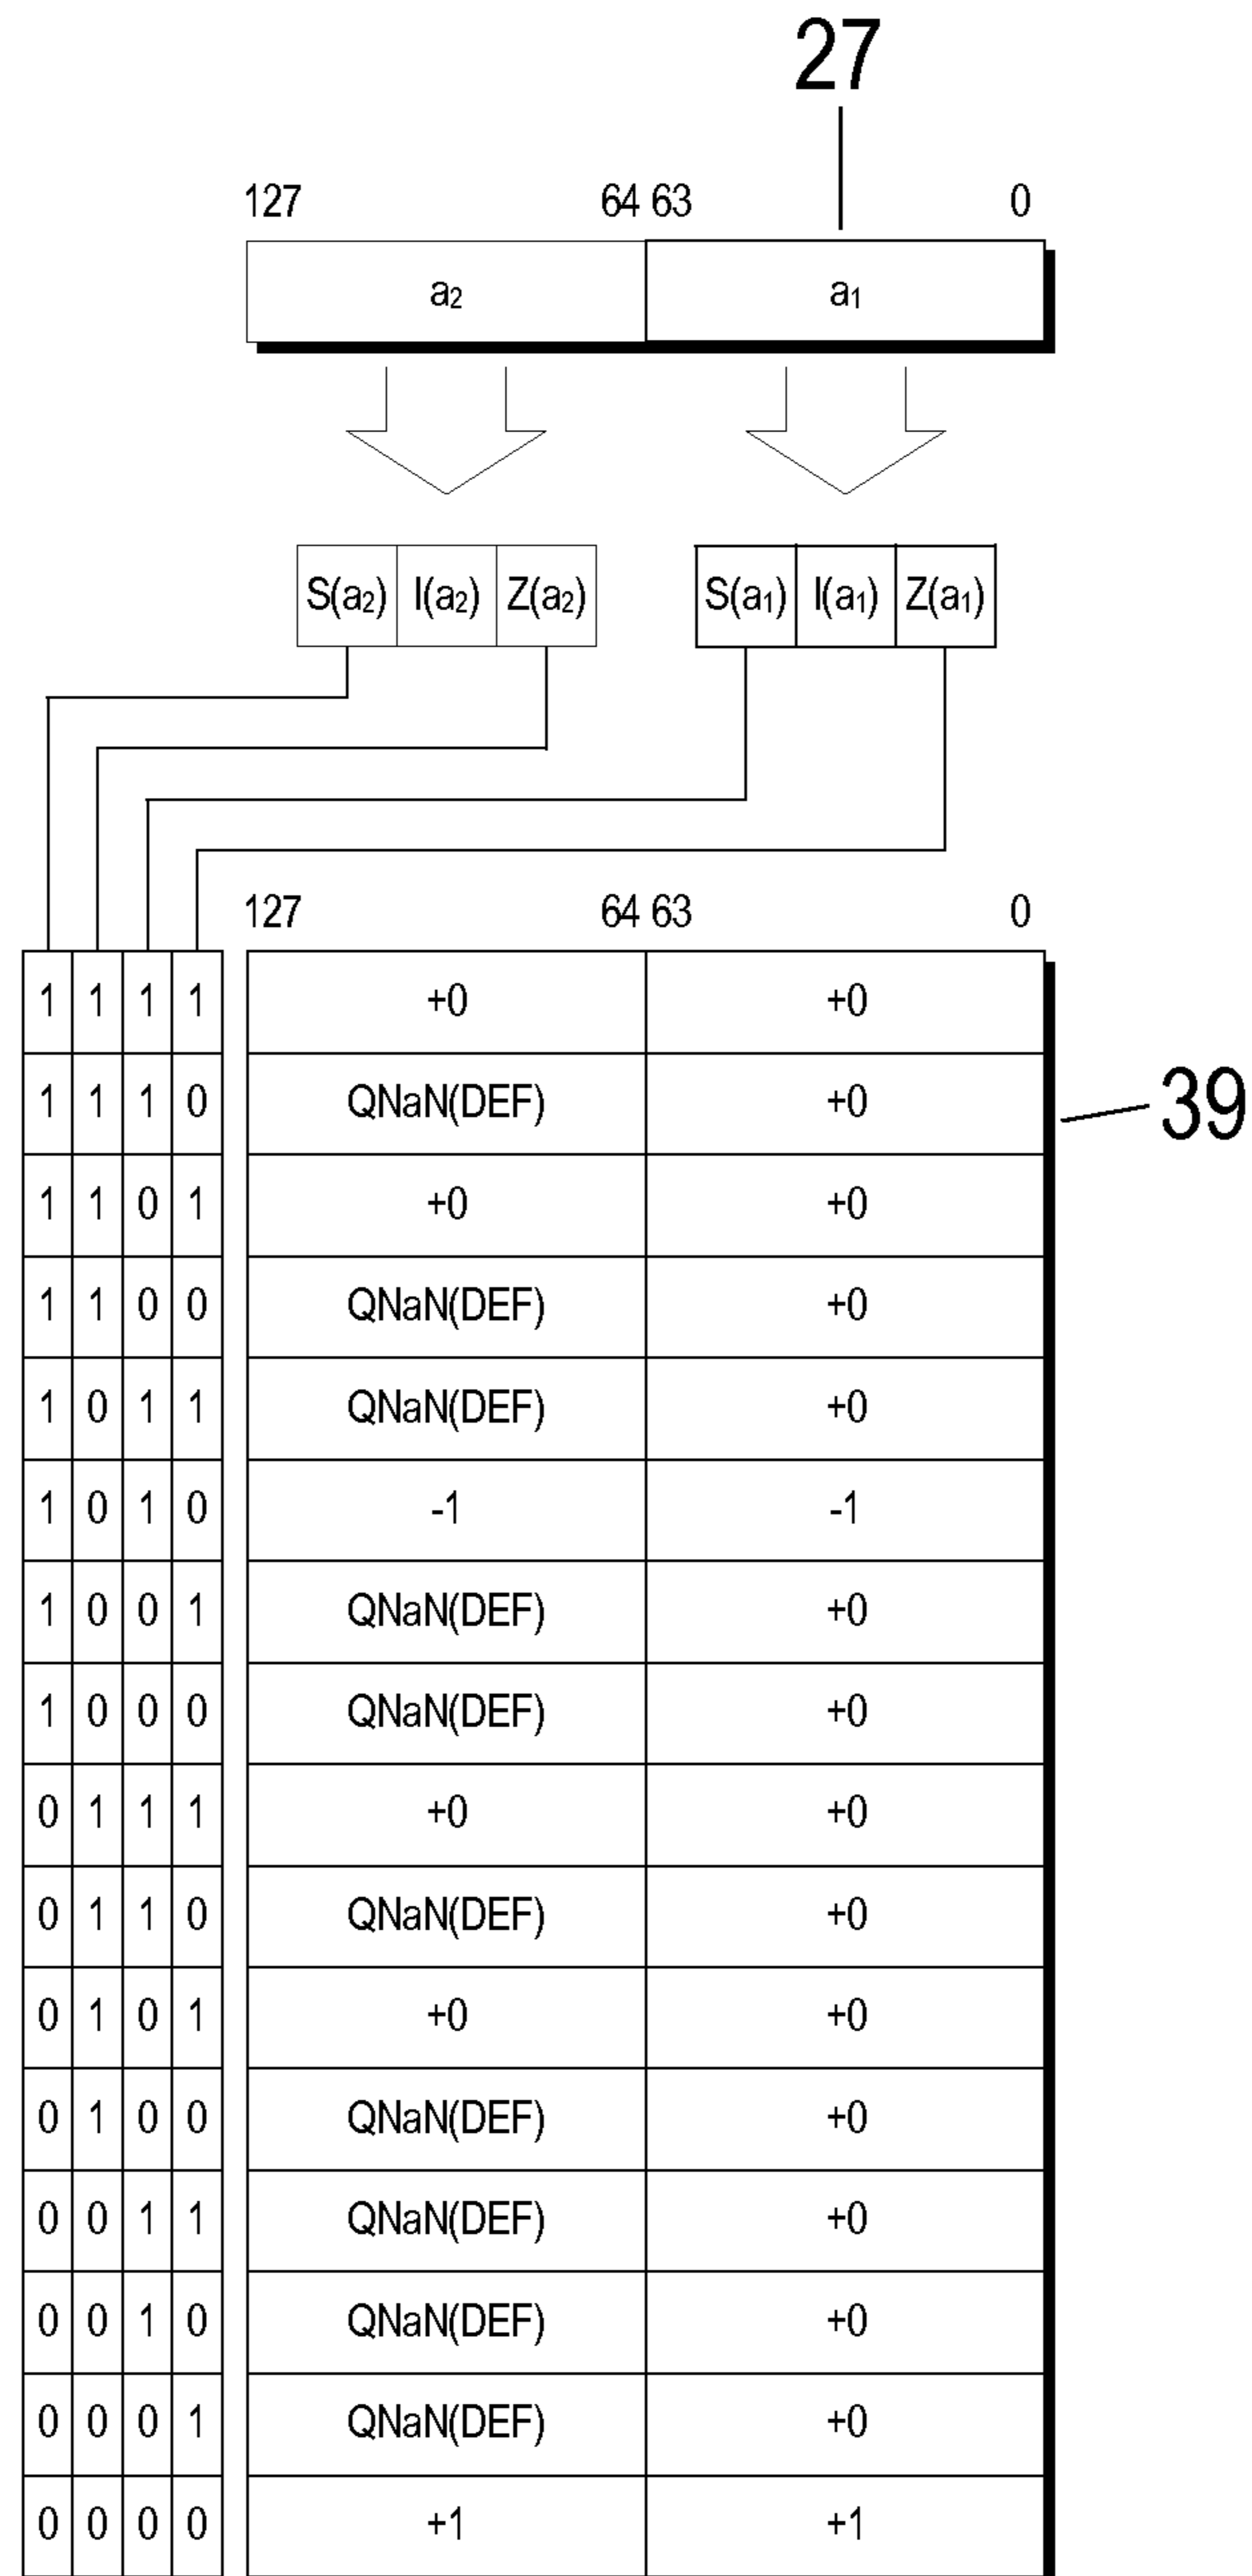 27
127 64 63 0
a₂ a₁
S(a₂) I(a₂) Z(a₂) S(a₁) I(a₁) Z(a₁)
127 64 63 0
1 1 1 1 +0 +0
1 1 1 0 QNaN(DEF) +0
39
1 1 0 1 +0 +0
1 1 0 0 QNaN(DEF) +0
1 0 1 1 QNaN(DEF) +0
1 0 1 0 -1 -1
1 0 0 1 QNaN(DEF) +0
1 0 0 0 QNaN(DEF) +0
0 1 1 1 +0 +0
0 1 1 0 QNaN(DEF) +0
0 1 0 1 +0 +0
0 1 0 0 QNaN(DEF) +0
0 0 1 1 QNaN(DEF) +0
0 0 1 0 QNaN(DEF) +0
0 0 0 1 QNaN(DEF) +0
0 0 0 0 +1 +1